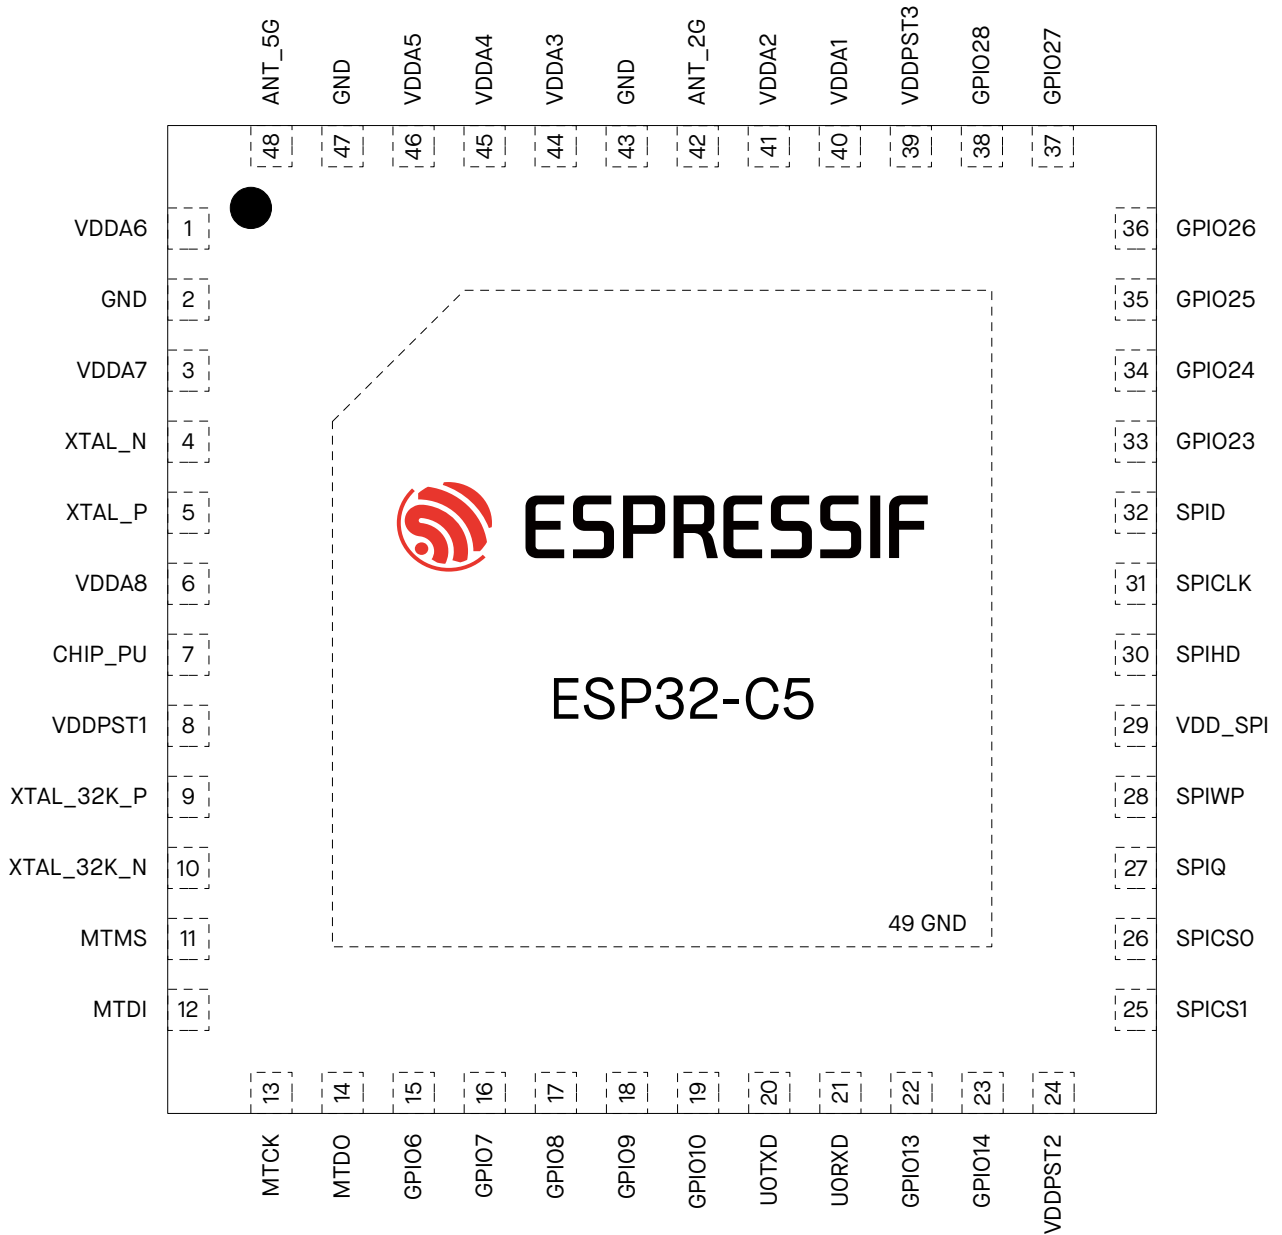 ANT_5G
GND
VDDA5
VDDA4
VDDA3
GND
ANT_2G
VDDA2
VDDA1
VDDPST3
GPIO28
GPIO27
48
47
46
45
44
43
42
41
40
39
38
37
VDDA6 1
GND 2
VDDA7 3
XTAL_N 4
XTAL_P 5
VDDA8 6
CHIP_PU 7
VDDPST1 8
XTAL_32K_P 9
XTAL_32K_N 10
MTMS 11
MTDI 12
ESPRESSIF
ESP32-C5
49 GND
36 GPIO26
35 GPIO25
34 GPIO24
33 GPIO23
32 SPID
31 SPICLK
30 SPIHD
29 VDD_SPI
28 SPIWP
27 SPIQ
26 SPICS0
25 SPICS1
13
14
15
16
17
18
19
20
21
22
23
24
MTCK
MTDO
GPIO6
GPIO7
GPIO8
GPIO9
GPIO10
U0TXD
U0RXD
GPIO13
GPIO14
VDDPST2